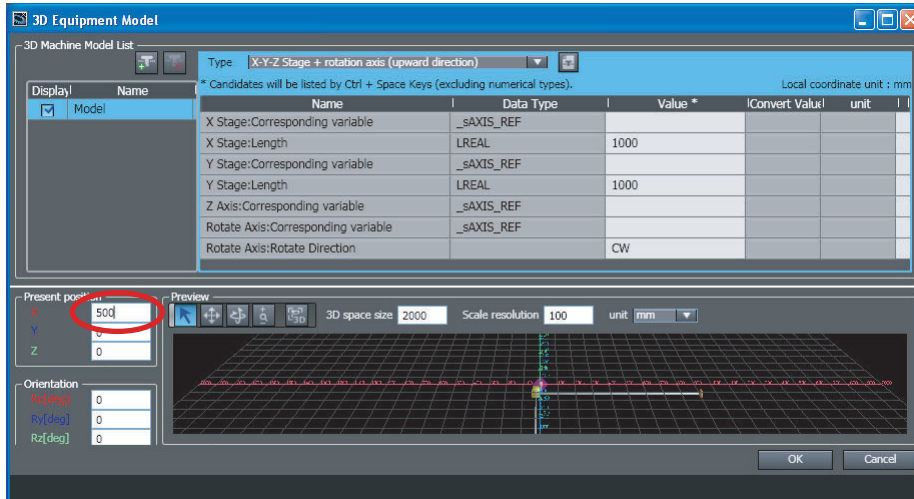 3D Equipment Model
3D Machine Model List
Type X-Y-Z Stage + rotation axis (upward direction)
* Candidates will be listed by Ctrl + Space Keys (excluding numerical types). Local coordinate unit : mm
Display Name
Model
Name Data Type Value * Convert Value unit
X Stage:Corresponding variable _sAXIS_REF
X Stage:Length LREAL 1000
Y Stage:Corresponding variable _sAXIS_REF
Y Stage:Length LREAL 1000
Z Axis:Corresponding variable _sAXIS_REF
Rotate Axis:Corresponding variable _sAXIS_REF
Rotate Axis:Rotate Direction CW
Present position
X 500
Y 0
Z 0
Orientation
Rx[deg] 0
Ry[deg] 0
Rz[deg] 0
Preview
3D space size 2000 Scale resolution 100 unit mm
OK Cancel